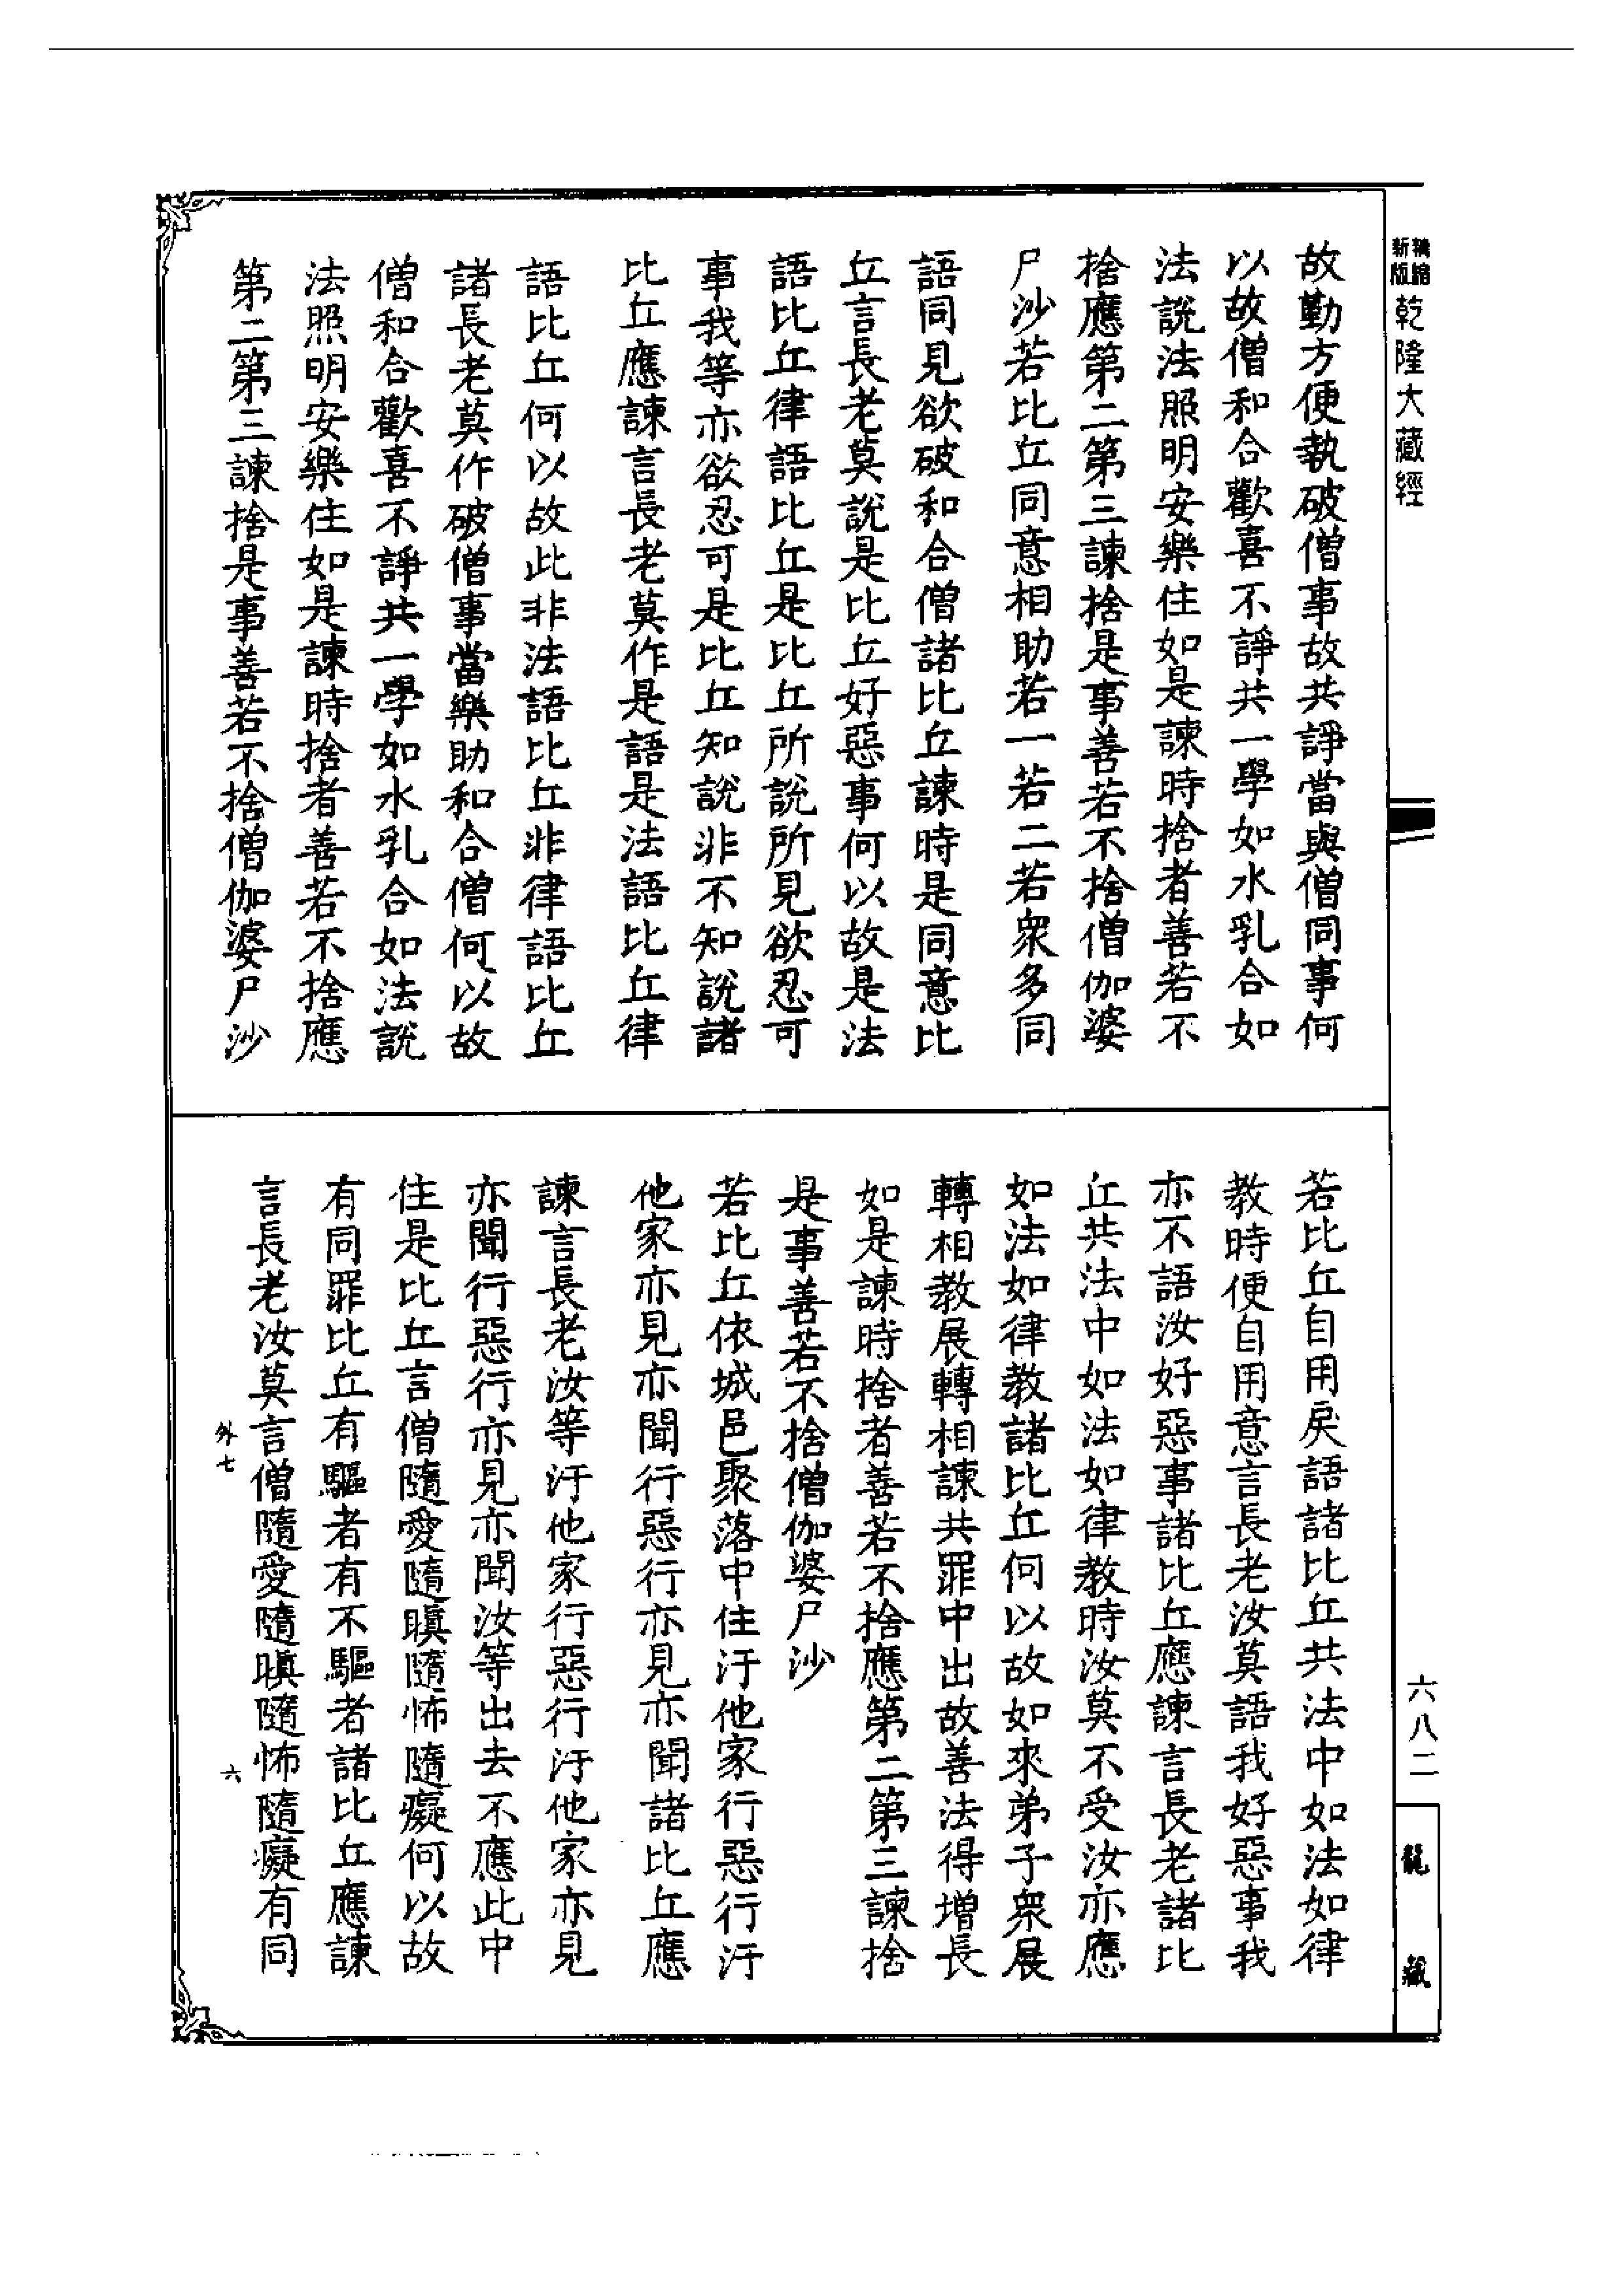 新版
乾隆大藏經
故勤方便執破僧事故共諍當與僧同事何
以故僧和合歡喜不諍共一學如水乳合如
法說法照明安樂住如是諫時捨者善若不
捨應第二第三諫捨是事善若不捨僧伽婆
尸沙若比丘同意相助若一若二若衆多同
語同見欲破和合僧諸比丘諫時是同意比
丘言長老莫說是比丘好惡事何以故是法
語比丘律語比丘是比丘所說所見欲忍可
事我等亦欲忍可是比丘知說非不知說諸
比丘應諫言長老莫作是語是法語比丘律
語比丘何以故此非法語比丘非律語比丘
諸長老莫作破僧事當樂助和合僧何以故
僧和合歡喜不諍共一學如水乳合如法說
法照明安樂住如是諫時捨者善若不捨應
第二第三諫捨是事善若不捨僧伽婆尸沙
若比丘自用戾語諸比丘共法中如法如律
教時便自用意言長老汝莫語我好惡事我
亦不語汝好惡事諸比丘應諫言長老諸比
丘共法中如法如律教時汝莫不受汝亦應
如法如律教諸比丘何以故如來弟子衆展
轉相教展轉相諫共罪中出故善法得增長
如是諫時捨者善若不捨應第二第三諫捨
是事善若不捨僧伽婆尸沙
若比丘依城邑聚落中住汙他家行惡行汙
他家亦見亦聞行惡行亦見亦聞諸比丘應
諫言長老汝等汙他家行惡行汙他家亦見
亦聞行惡行亦見亦聞汝等出去不應此中
住是比丘言僧隨愛隨瞋隨怖隨癡何以故
有同罪比丘有驅者有不驅者諸比丘應諫
言長老汝莫言僧隨愛隨瞋隨怖隨癡有同
外七
六
六八二
龍藏